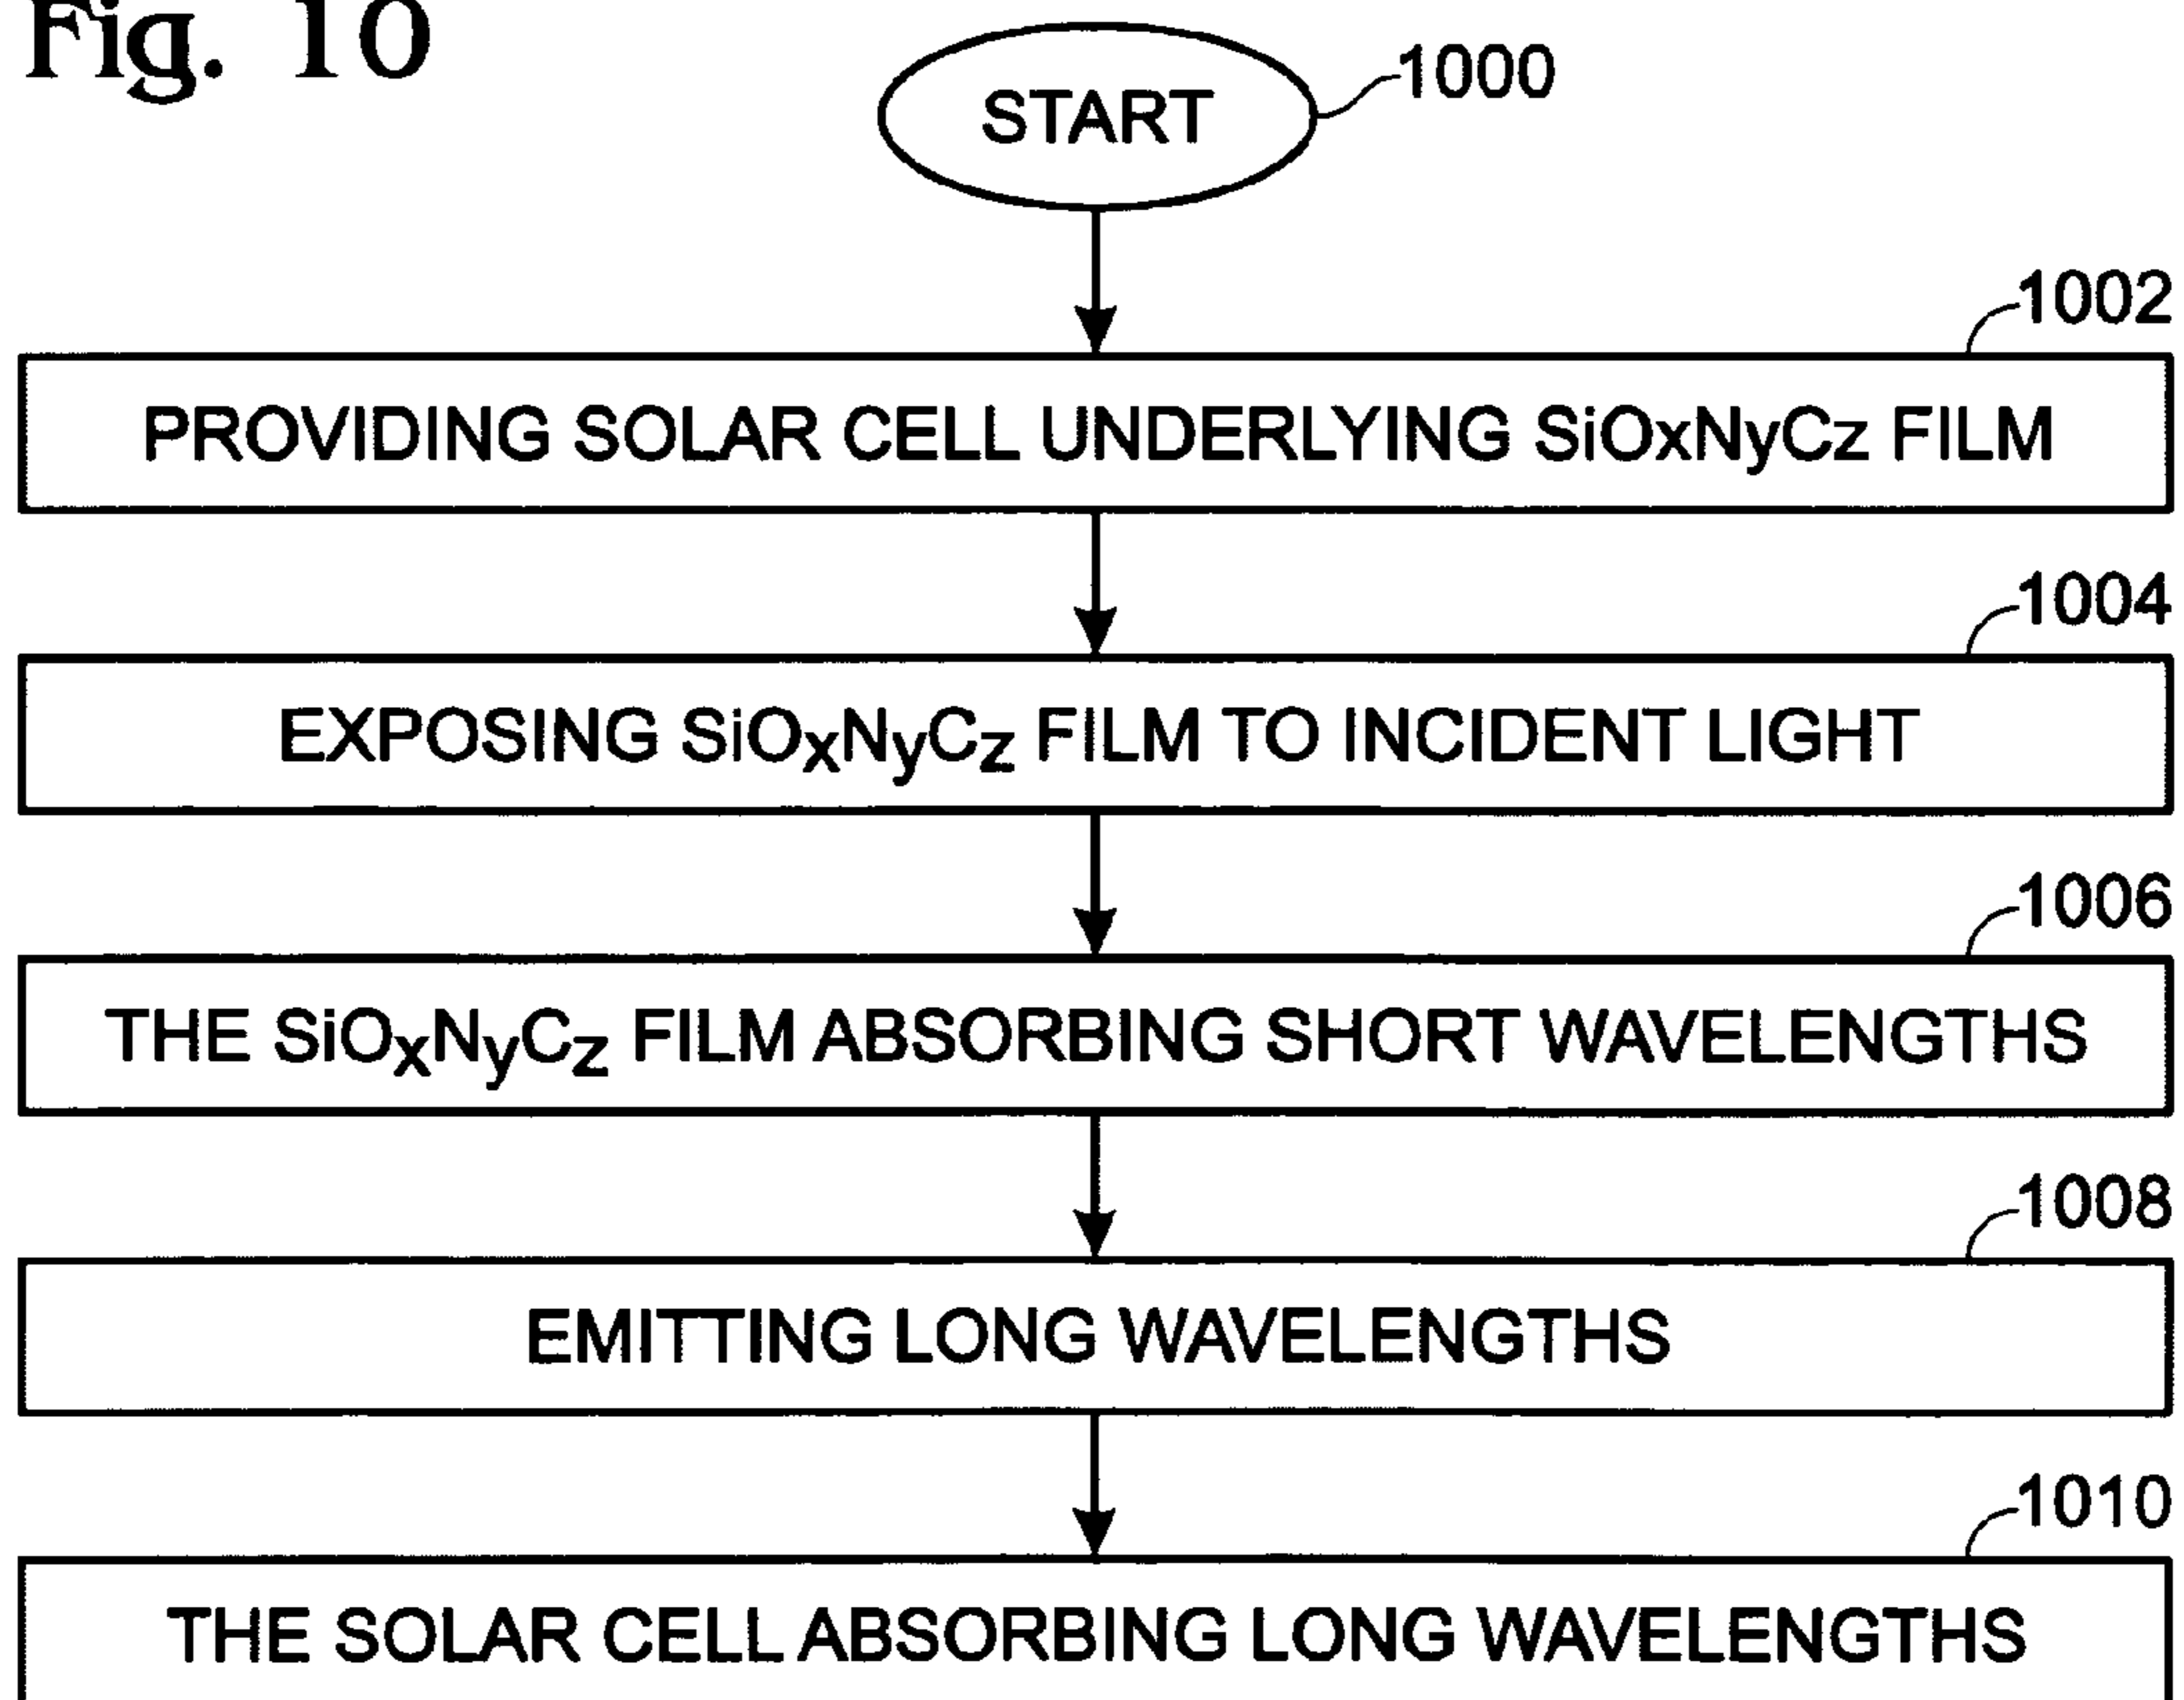 Fig. 10
START
1000
1002
PROVIDING SOLAR CELL UNDERLYING SiOxNyCz FILM
1004
EXPOSING SiOxNyCz FILM TO INCIDENT LIGHT
1006
THE SiOxNyCz FILM ABSORBING SHORT WAVELENGTHS
1008
EMITTING LONG WAVELENGTHS
1010
THE SOLAR CELL ABSORBING LONG WAVELENGTHS